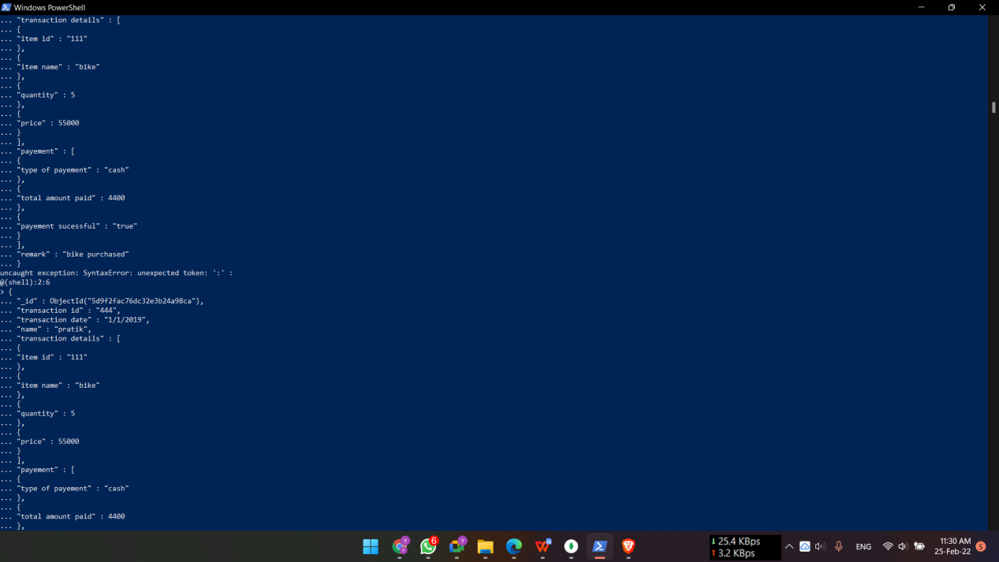 Windows PowerShell
... "transaction details" : [
... {
... "item id" : "111"
... },
... {
... "item name" : "bike"
... },
... {
... "quantity" : 5
... },
... {
... "price" : 55000
... }
... ],
... "payement" : [
... {
... "type of payement" : "cash"
... },
... {
... "total amount paid" : 4400
... },
... {
... "payement sucessful" : "true"
... }
... ],
... "remark" : "bike purchased"
... }
uncaught exception: SyntaxError: unexpected token: ':' :
@(shell):2:6
> {
... "_id" : ObjectId("5d9f2fac76dc32e3b24a98ca"),
... "transaction id" : "444",
... "transaction date" : "1/1/2019",
... "name" : "pratik",
... "transaction details" : [
... {
... "item id" : "111"
... },
... {
... "item name" : "bike"
... },
... {
... "quantity" : 5
... },
... {
... "price" : 55000
... }
... ],
... "payement" : [
... {
... "type of payement" : "cash"
... },
... {
... "total amount paid" : 4400
... },
Y
Y
6
Y
W
25.4 KBps
3.2 KBps
ENG
11:30 AM
25-Feb-22
5